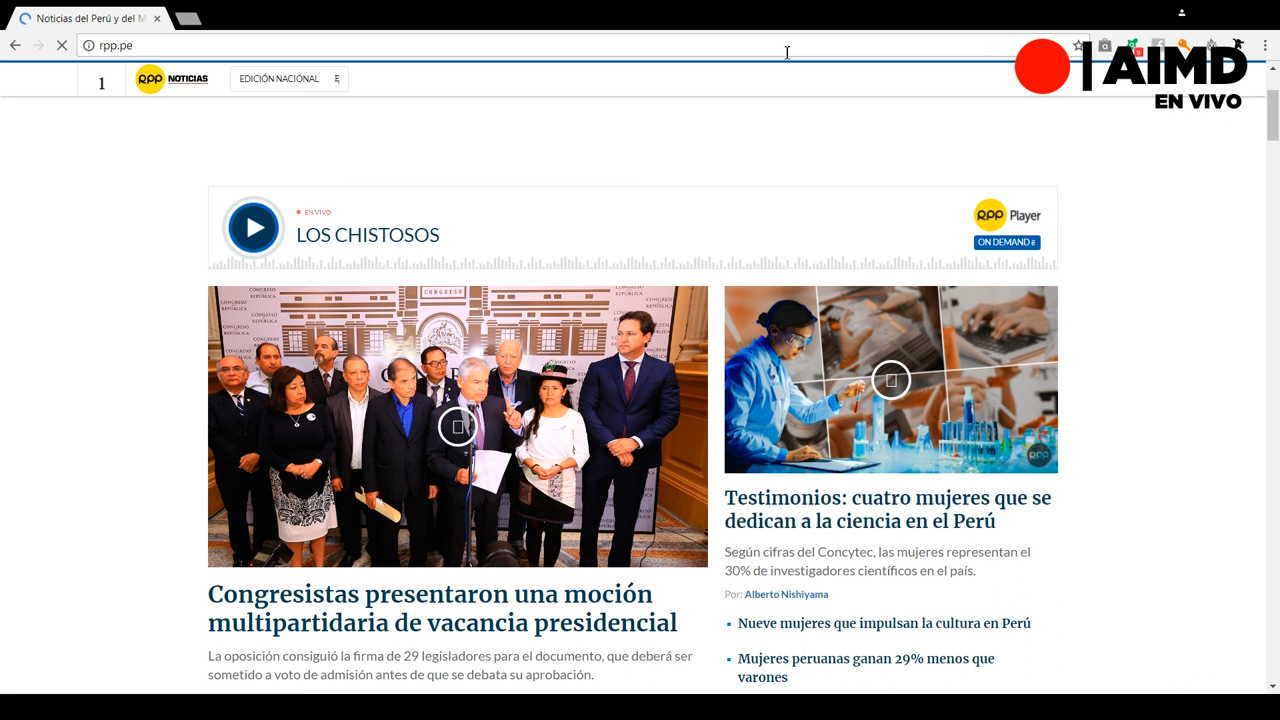 Noticias del Perú y del M
rpp.pe
9
AIMD
EN VIVO
1
RPP NOTICIAS
EDICIÓN NACIONAL
EN VIVO
LOS CHISTOSOS
RPP Player
ON DEMAND
CONGRESO
CONGRESO
REPÚBLICA
RPP
Congresistas presentaron una moción
multipartidaria de vacancia presidencial
La oposición consiguió la firma de 29 legisladores para el documento, que deberá ser
sometido a voto de admisión antes de que se debata su aprobación.
Testimonios: cuatro mujeres que se
dedican a la ciencia en el Perú
Según cifras del Concytec, las mujeres representan el
30% de investigadores científicos en el país.
Por: Alberto Nishiyama
Nueve mujeres que impulsan la cultura en Perú
Mujeres peruanas ganan 29% menos que
varones